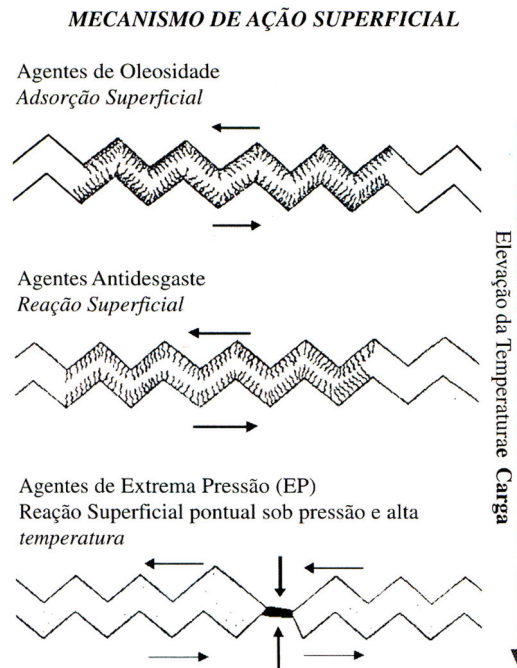 MECANISMO DE AÇÃO SUPERFICIAL
Agentes de Oleosidade
Adsorção Superficial
Agentes Antidesgaste
Reação Superficial
Agentes de Extrema Pressão (EP)
Reação Superficial pontual sob pressão e alta
temperatura
Elevação da Temperaturae Carga